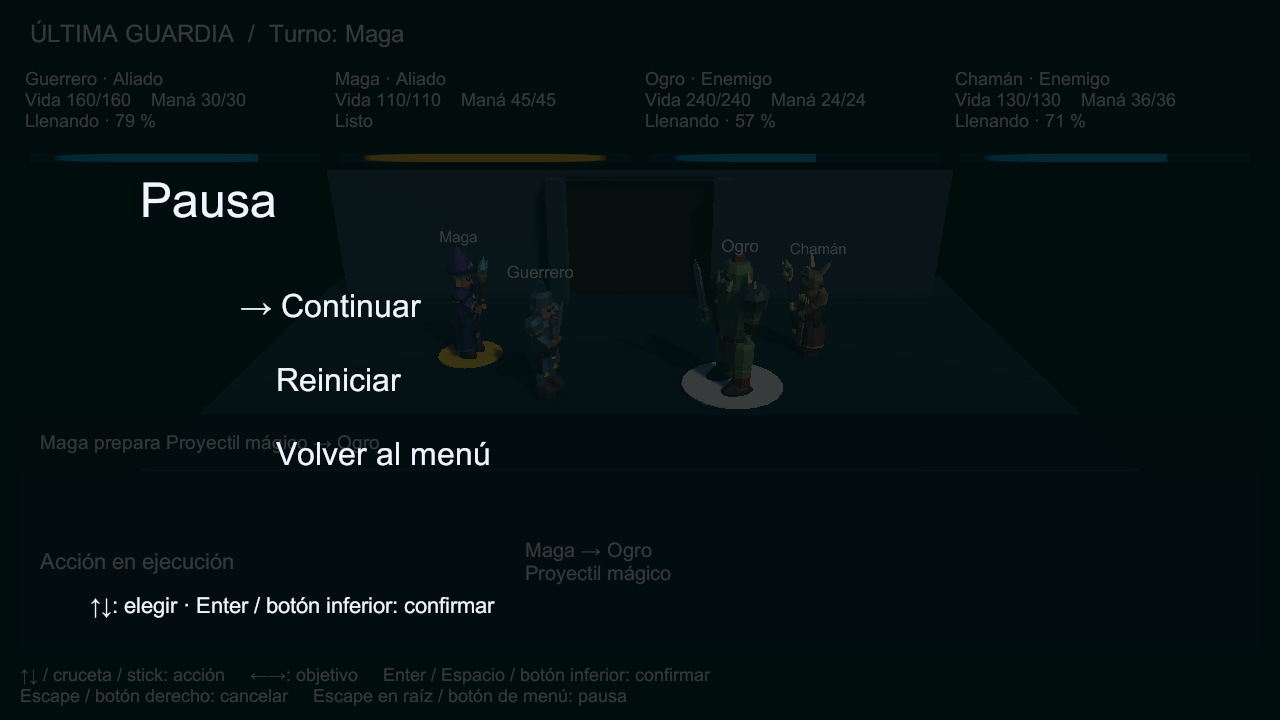 ÚLTIMA GUARDIA / Turno: Maga
Guerrero · Aliado
Vida 160/160 Maná 30/30
Llenando · 79 %
Maga · Aliado
Vida 110/110 Maná 45/45
Listo
Ogro · Enemigo
Vida 240/240 Maná 24/24
Llenando · 57 %
Chamán · Enemigo
Vida 130/130 Maná 36/36
Llenando · 71 %
Pausa
Maga
Guerrero
Ogro
Chamán
→ Continuar
Reiniciar
Maga prepara Proyectil mágico → Ogro
Volver al menú
Acción en ejecución
Maga → Ogro
Proyectil mágico
↑↓: elegir · Enter / botón inferior: confirmar
↑↓ / cruceta / stick: acción ←→: objetivo Enter / Espacio / botón inferior: confirmar
Escape / botón derecho: cancelar Escape en raíz / botón de menú: pausa